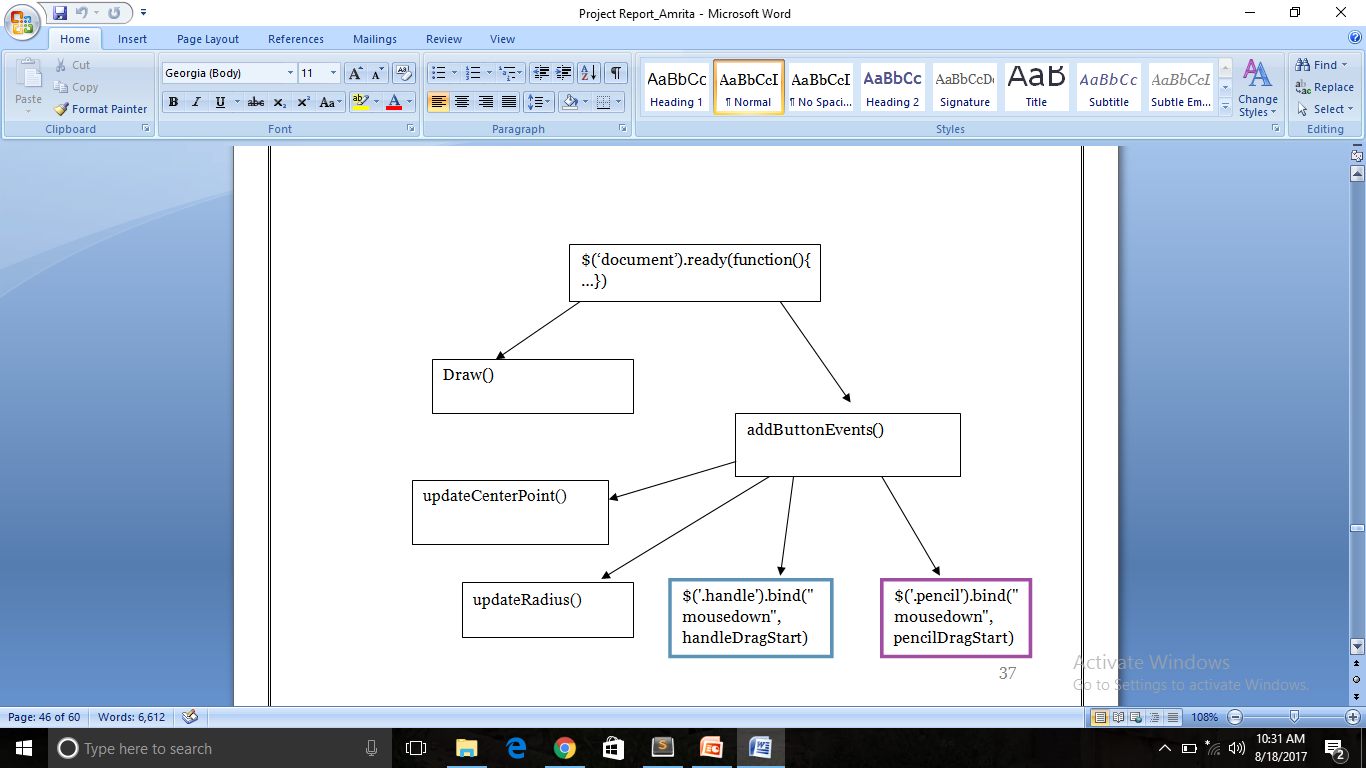 Project Report_Amrita - Microsoft Word
Home Insert Page Layout References Mailings Review View
Paste
Cut
Copy
Format Painter
Clipboard
Georgia (Body) 11
Font
Paragraph
AaBbCc AaBbCcI AaBbCcI AaBbCc AaBbCcDc AaB AaBbCc AaBbCcI
Heading 1 ¶ Normal ¶ No Spaci... Heading 2 Signature Title Subtitle Subtle Em...
Change
Styles
Styles
Find
Replace
Select
Editing
$(‘document’).ready(function(){
...})
Draw()
addButtonEvents()
updateCenterPoint()
updateRadius()
$('.handle').bind("
mousedown",
handleDragStart)
$('.pencil').bind("
mousedown",
pencilDragStart)
37
Activate Windows
Go to Settings to activate Windows.
Page: 46 of 60 Words: 6,612 108%
Type here to search
10:31 AM
8/18/2017
2